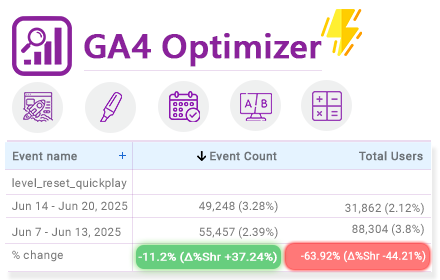 GA4 Optimizer
A B
Event name + ↓ Event Count Total Users
level_reset_quickplay
Jun 14 - Jun 20, 2025 49,248 (3.28%) 31,862 (2.12%)
Jun 7 - Jun 13, 2025 55,457 (2.39%) 88,304 (3.8%)
% change -11.2% (Δ%Shr +37.24%) -63.92% (Δ%Shr -44.21%)